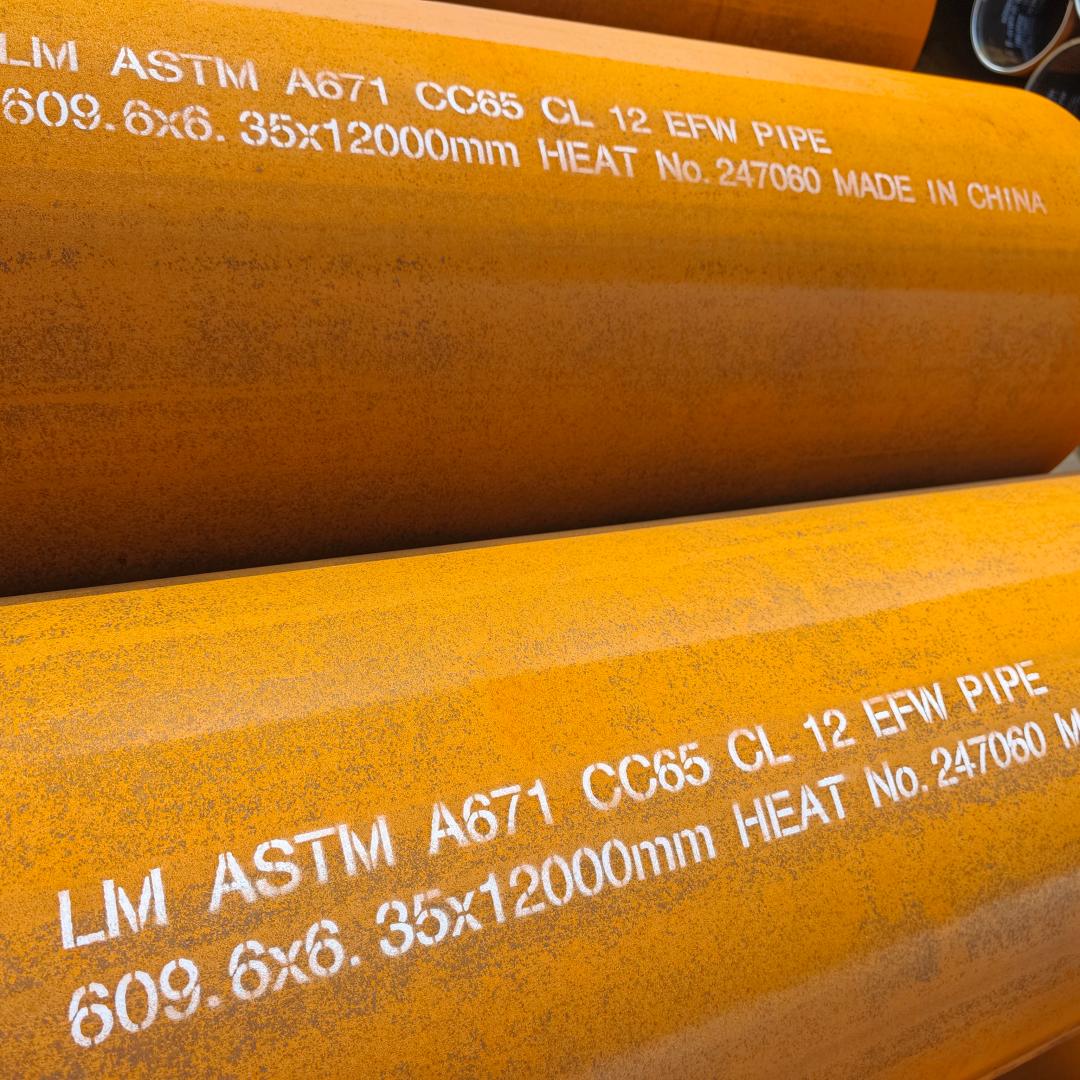 LM ASTM A671 CC65 CL 12 EFW PIPE
609.6x6.35x12000mm HEAT No.247060 MADE IN CHINA
LM ASTM A671 CC65 CL 12 EFW PIPE
609.6x6.35x12000mm HEAT No.247060 M